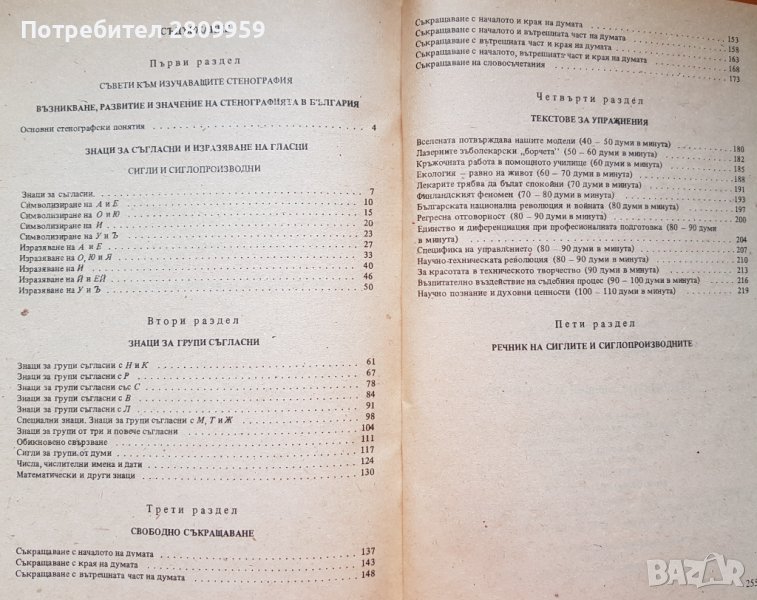 Потребител 2809959
СЪДЪРЖАНИЕ
Първи раздел
СЪВЕТИ КЪМ ИЗУЧАВАЩИТЕ СТЕНОГРАФИЯ
ВЪЗНИКВАНЕ, РАЗВИТИЕ И ЗНАЧЕНИЕ НА СТЕНОГРАФИЯТА В БЪЛГАРИЯ
Основни стенографски понятия 4
ЗНАЦИ ЗА СЪГЛАСНИ И ИЗРАЗЯВАНЕ НА ГЛАСНИ
СИГЛИ И СИГЛОПРОИЗВОДНИ
Знаци за съгласни. 7
Символизиране на А и Е 10
Символизиране на О и Ю 15
Символизиране на И 20
Символизиране на У и Ъ 23
Изразяване на А и Е 27
Изразяване на О, Ю и Я 33
Изразяване на И 40
Изразяване на Й и ЕЙ 46
Изразяване на У и Ъ 50
Втори раздел
ЗНАЦИ ЗА ГРУПИ СЪГЛАСНИ
Знаци за групи съгласни с Н и К 61
Знаци за групи съгласни с Р 67
Знаци за групи съгласни със С 78
Знаци за групи съгласни с В 84
Знаци за групи съгласни с Л 91
Специални знаци. Знаци за групи съгласни с М, Т и Ж 98
Знаци за групи от три и повече съгласни 104
Обикновено свързване 111
Сигли за групи от думи 117
Числа, числителни имена и дати 124
Математически и други знаци 130
Трети раздел
СВОБОДНО СЪКРАЩАВАНЕ
Съкращаване с началото на думата 137
Съкращаване с края на думата 143
Съкращаване с вътрешната част на думата 148
Съкращаване с началото и края на думата 153
Съкращаване с началото и вътрешната част на думата 158
Съкращаване с вътрешната част и края на думата 163
Съкращаване с началото, вътрешната част и края на думата 168
Съкращаване на словосъчетания 173
Четвърти раздел
ТЕКСТОВЕ ЗА УПРАЖНЕНИЯ
Вселената потвърждава нашите модели (40 – 50 думи в минута) 180
Лазерните зъболекарски „борчета" (50 – 60 думи в минута) 182
Кръжочната работа в помощното училище (60 думи в минута) 185
Екология – равно на живот (60 – 70 думи в минута) 188
Лекарите трябва да бъдат спокойни (70 думи в минута) 191
Финландският феномен (70 – 80 думи в минута) 193
Българската национална революция и войната (80 думи в минута) 197
Регресна отговорност (80 – 90 думи в минута) 200
Единство и диференциация при професионалната подготовка (80 – 90 думи
в минута) 204
Спецификa на управлението (80 – 90 думи в минута) 207
Научно-техническата революция (80 – 90 думи в минута) 210
За красотата в техническото творчество (90 думи в минута) 213
Възпитателно въздействие на съдебния процес (90 – 100 думи в минута) 216
Научно познание и духовни ценности (100 – 110 думи в минута) 219
Пети раздел
РЕЧНИК НА СИГЛИТЕ И СИГЛОПРОИЗВОДНИТЕ
255
BAZAR